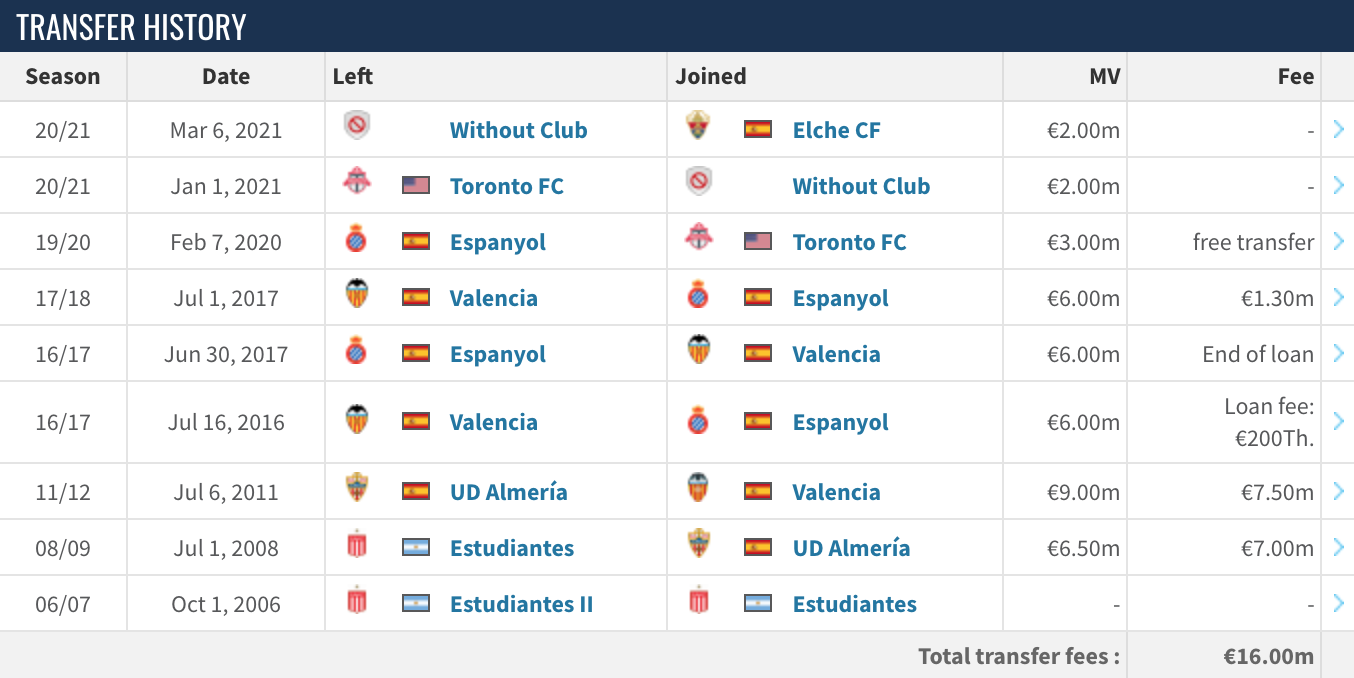 TRANSFER HISTORY
Season Date Left Joined MV Fee
20/21 Mar 6, 2021 Without Club Elche CF €2.00m -
20/21 Jan 1, 2021 Toronto FC Without Club €2.00m -
19/20 Feb 7, 2020 Espanyol Toronto FC €3.00m free transfer
17/18 Jul 1, 2017 Valencia Espanyol €6.00m €1.30m
16/17 Jun 30, 2017 Espanyol Valencia €6.00m End of loan
16/17 Jul 16, 2016 Valencia Espanyol €6.00m Loan fee:
€200Th.
11/12 Jul 6, 2011 UD Almería Valencia €9.00m €7.50m
08/09 Jul 1, 2008 Estudiantes UD Almería €6.50m €7.00m
06/07 Oct 1, 2006 Estudiantes II Estudiantes - -
Total transfer fees : €16.00m